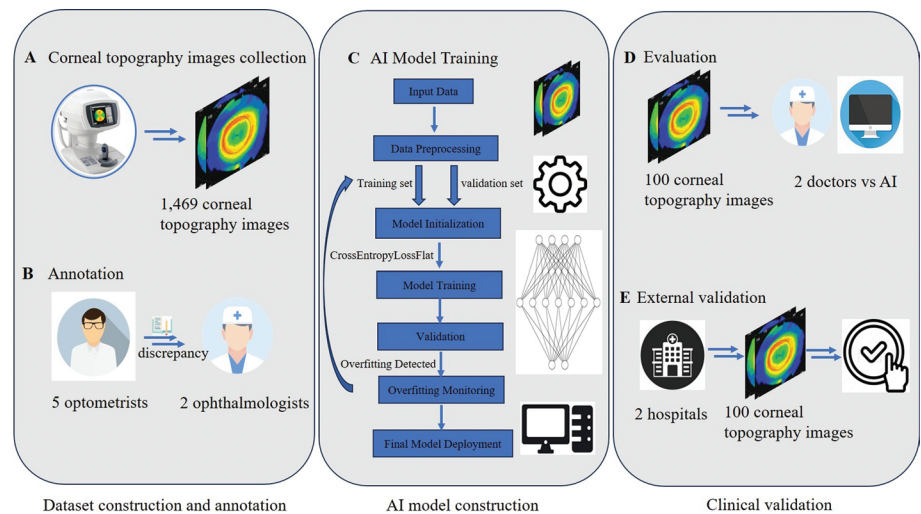 A Corneal topography images collection
1,469 corneal
topography images
B Annotation
discrepancy
5 optometrists
2 ophthalmologists
Dataset construction and annotation
C AI Model Training
Input Data
Data Preprocessing
Training set
validation set
Model Initialization
CrossEntropyLossFlat
Model Training
Validation
Overfitting Detected
Overfitting Monitoring
Final Model Deployment
AI model construction
D Evaluation
100 corneal
topography images
2 doctors vs AI
E External validation
2 hospitals
100 corneal
topography images
Clinical validation